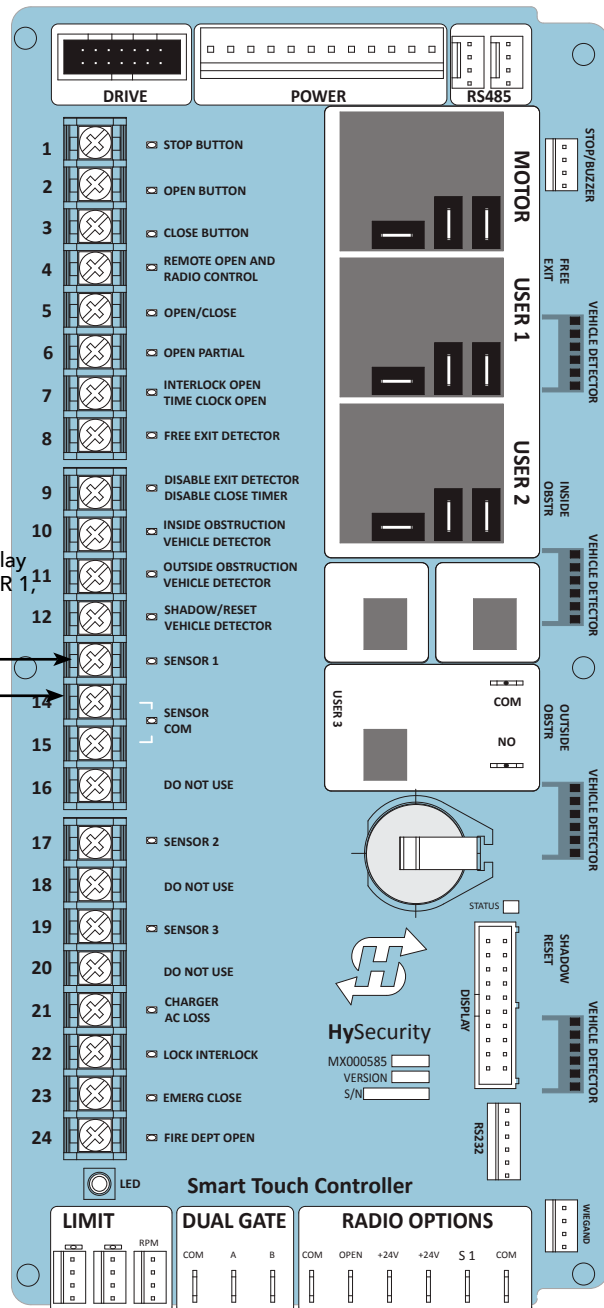 DRIVE
POWER
RS485
1 STOP BUTTON
2 OPEN BUTTON
3 CLOSE BUTTON
4 REMOTE OPEN AND
RADIO CONTROL
5 OPEN/CLOSE
6 OPEN PARTIAL
7 INTERLOCK OPEN
TIME CLOCK OPEN
8 FREE EXIT DETECTOR
9 DISABLE EXIT DETECTOR
DISABLE CLOSE TIMER
10 INSIDE OBSTRUCTION
VEHICLE DETECTOR
lay
R 1,
11 OUTSIDE OBSTRUCTION
VEHICLE DETECTOR
12 SHADOW/RESET
VEHICLE DETECTOR
SENSOR 1
14
SENSOR
COM
15
16 DO NOT USE
17 SENSOR 2
18 DO NOT USE
19 SENSOR 3
20 DO NOT USE
21 CHARGER
AC LOSS
22 LOCK INTERLOCK
23 EMERG CLOSE
24 FIRE DEPT OPEN
LED
MOTOR
USER 1
USER 2
USER 3
COM
NO
STOP/BUZZER
FREE
EXIT
VEHICLE DETECTOR
INSIDE
OBSTR
VEHICLE DETECTOR
OUTSIDE
OBSTR
VEHICLE DETECTOR
SHADOW
RESET
VEHICLE DETECTOR
STATUS
DISPLAY
HySecurity
MX000585
VERSION
S/N
RS232
WIEGAND
Smart Touch Controller
LIMIT
RPM
DUAL GATE
COM A B
RADIO OPTIONS
COM OPEN +24V +24V S 1 COM